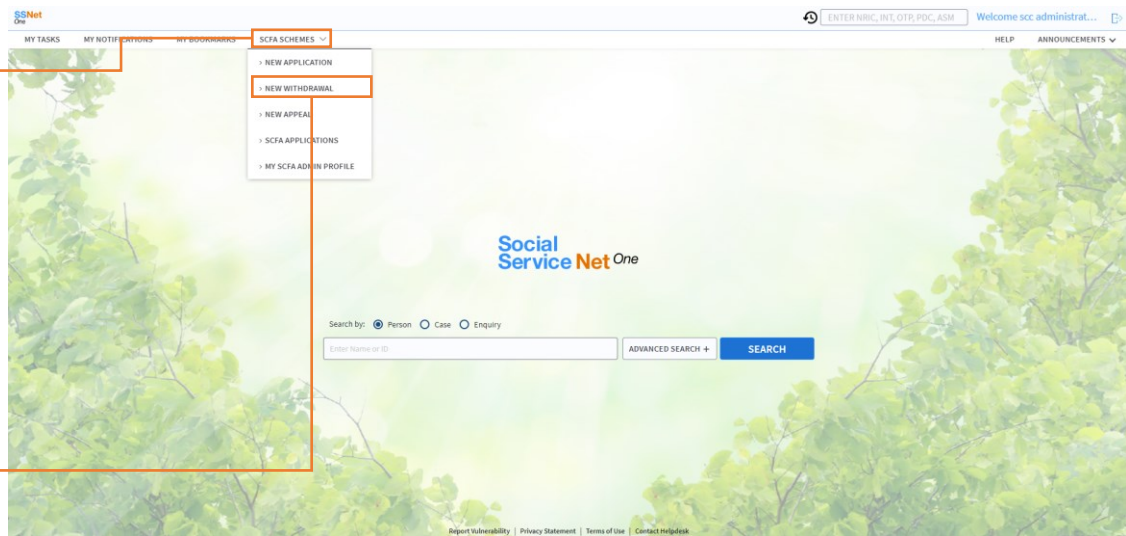 SSNet
One
ENTER NRIC, INT, OTP, PDC, ASM
Welcome scc administrat...
MY TASKS MY NOTIFICATIONS MY BOOKMARKS SCFA SCHEMES HELP ANNOUNCEMENTS
> NEW APPLICATION
> NEW WITHDRAWAL
> NEW APPEAL
> SCFA APPLICATIONS
> MY SCFA ADMIN PROFILE
Social
Service Net One
Search by: Person Case Enquiry
Enter Name or ID ADVANCED SEARCH + SEARCH
Report Vulnerability | Privacy Statement | Terms of Use | Contact Helpdesk